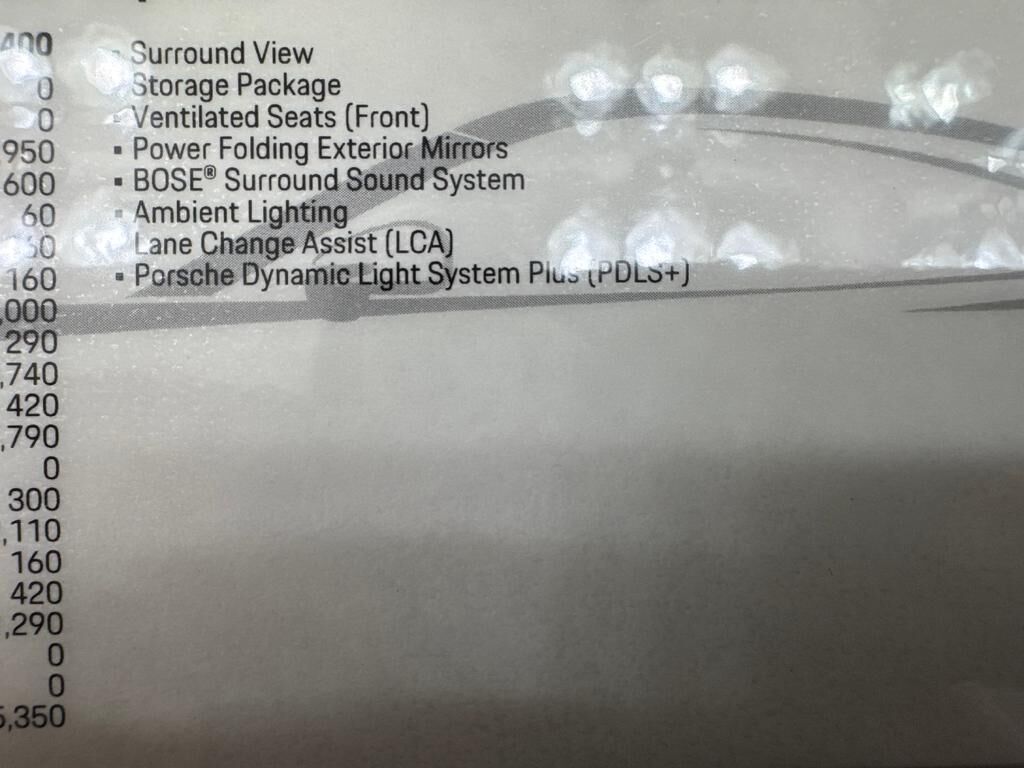 400
0
0
950
600
60
160
,000
290
,740
420
,790
0
300
,110
160
420
,290
0
0
5,350
▪ Surround View
Storage Package
▪ Ventilated Seats (Front)
▪ Power Folding Exterior Mirrors
▪ BOSE® Surround Sound System
▪ Ambient Lighting
Lane Change Assist (LCA)
▪ Porsche Dynamic Light System Plus (PDLS+)